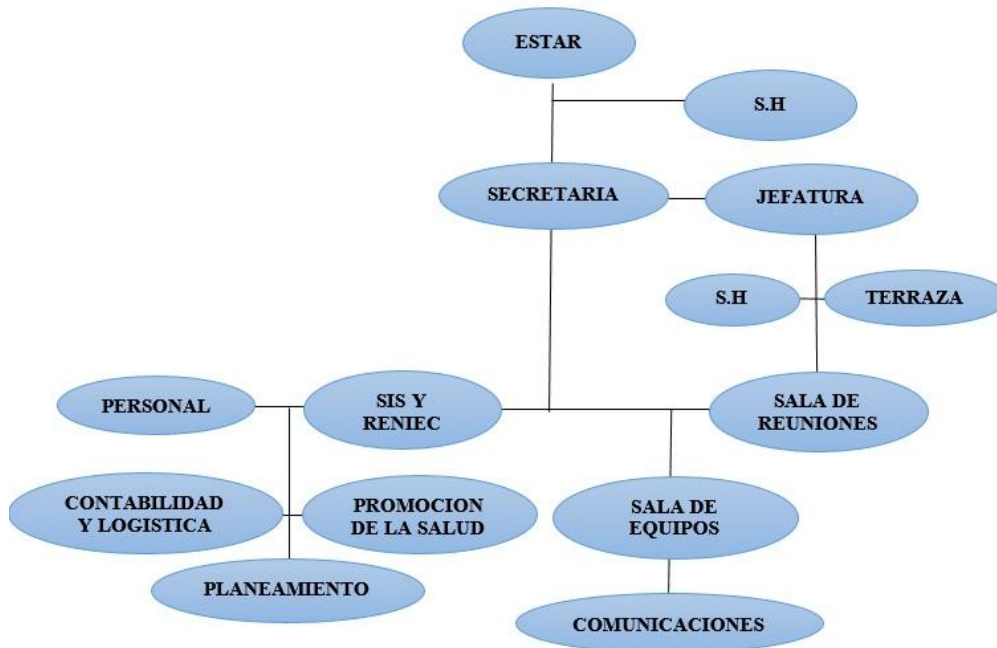 ESTAR
S.H
SECRETARIA
JEFATURA
S.H
TERRAZA
PERSONAL
SIS Y
RENIEC
SALA DE
REUNIONES
CONTABILIDAD
Y LOGISTICA
PROMOCION
DE LA SALUD
SALA DE
EQUIPOS
PLANEAMIENTO
COMUNICACIONES